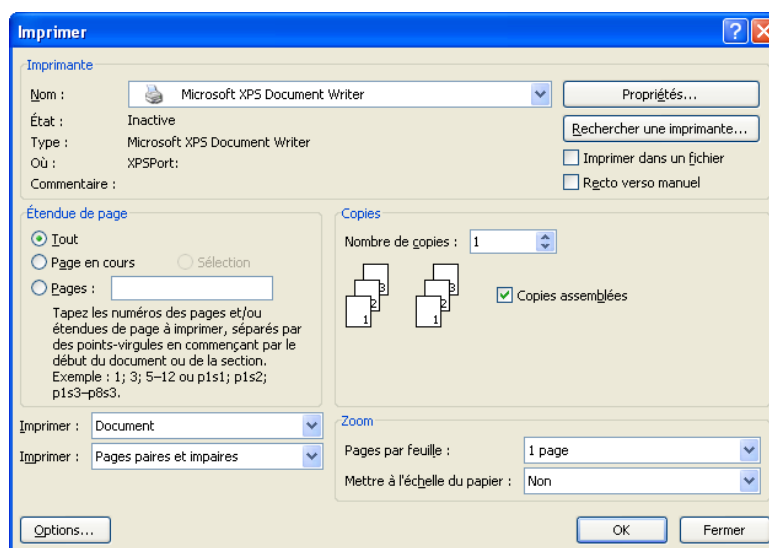 Imprimer
Imprimante
Nom : Microsoft XPS Document Writer Propriétés...
État : Inactive Rechercher une imprimante...
Type : Microsoft XPS Document Writer
Où : XPSPort: Imprimer dans un fichier
Commentaire : Recto verso manuel
Étendue de page
Tout
Page en cours Sélection
Pages :
Tapez les numéros des pages et/ou
étendues de page à imprimer, séparés par
des points-virgules en commençant par le
début du document ou de la section.
Exemple : 1; 3; 5–12 ou p1s1; p1s2;
p1s3–p8s3.
Copies
Nombre de copies : 1
3 3
2 2
1 1
Copies assemblées
Imprimer : Document
Imprimer : Pages paires et impaires
Zoom
Pages par feuille : 1 page
Mettre à l'échelle du papier : Non
Options... OK Fermer